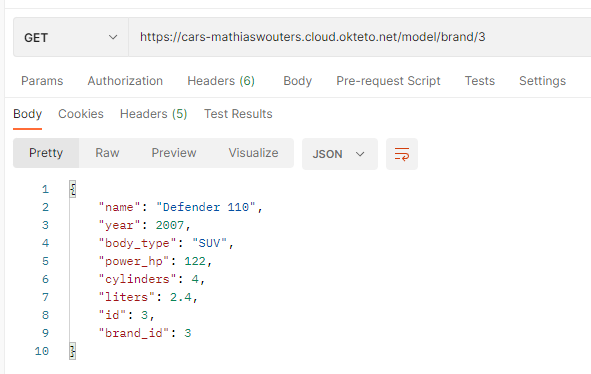 GET https://cars-mathiaswouters.cloud.okteto.net/model/brand/3
Params Authorization Headers (6) Body Pre-request Script Tests Settings
Body Cookies Headers (5) Test Results
Pretty Raw Preview Visualize JSON
1 {
2 "name": "Defender 110",
3 "year": 2007,
4 "body_type": "SUV",
5 "power_hp": 122,
6 "cylinders": 4,
7 "liters": 2.4,
8 "id": 3,
9 "brand_id": 3
10 }